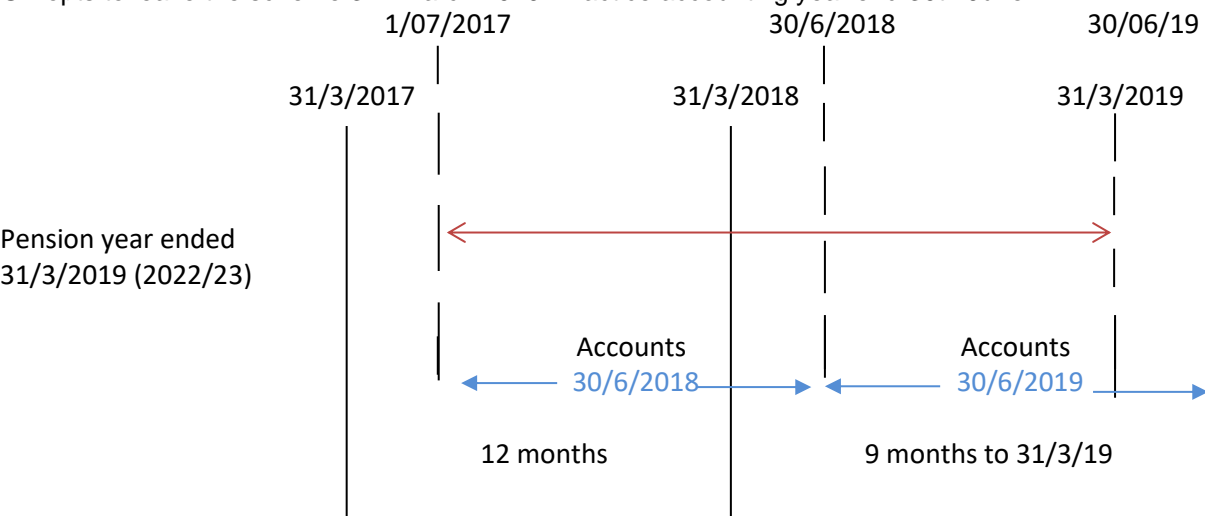 1/07/2017 30/6/2018 30/06/19
31/3/2017 31/3/2018 31/3/2019
Pension year ended
31/3/2019 (2022/23)
Accounts Accounts
30/6/2018 30/6/2019
12 months 9 months to 31/3/19